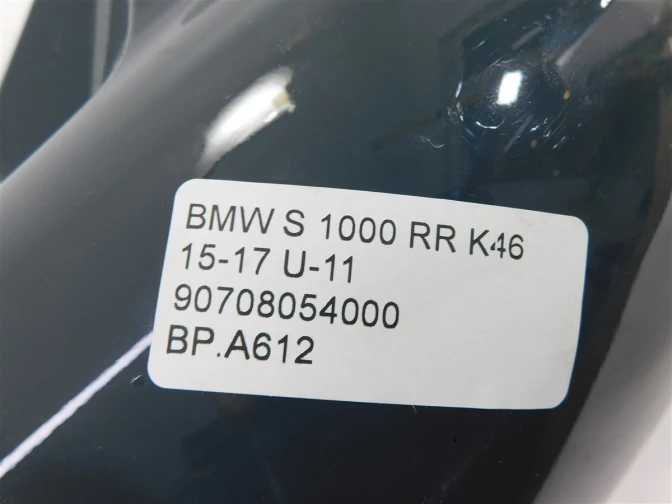 BMW S 1000 RR K46
15-17 U-11
90708054000
BP.A612